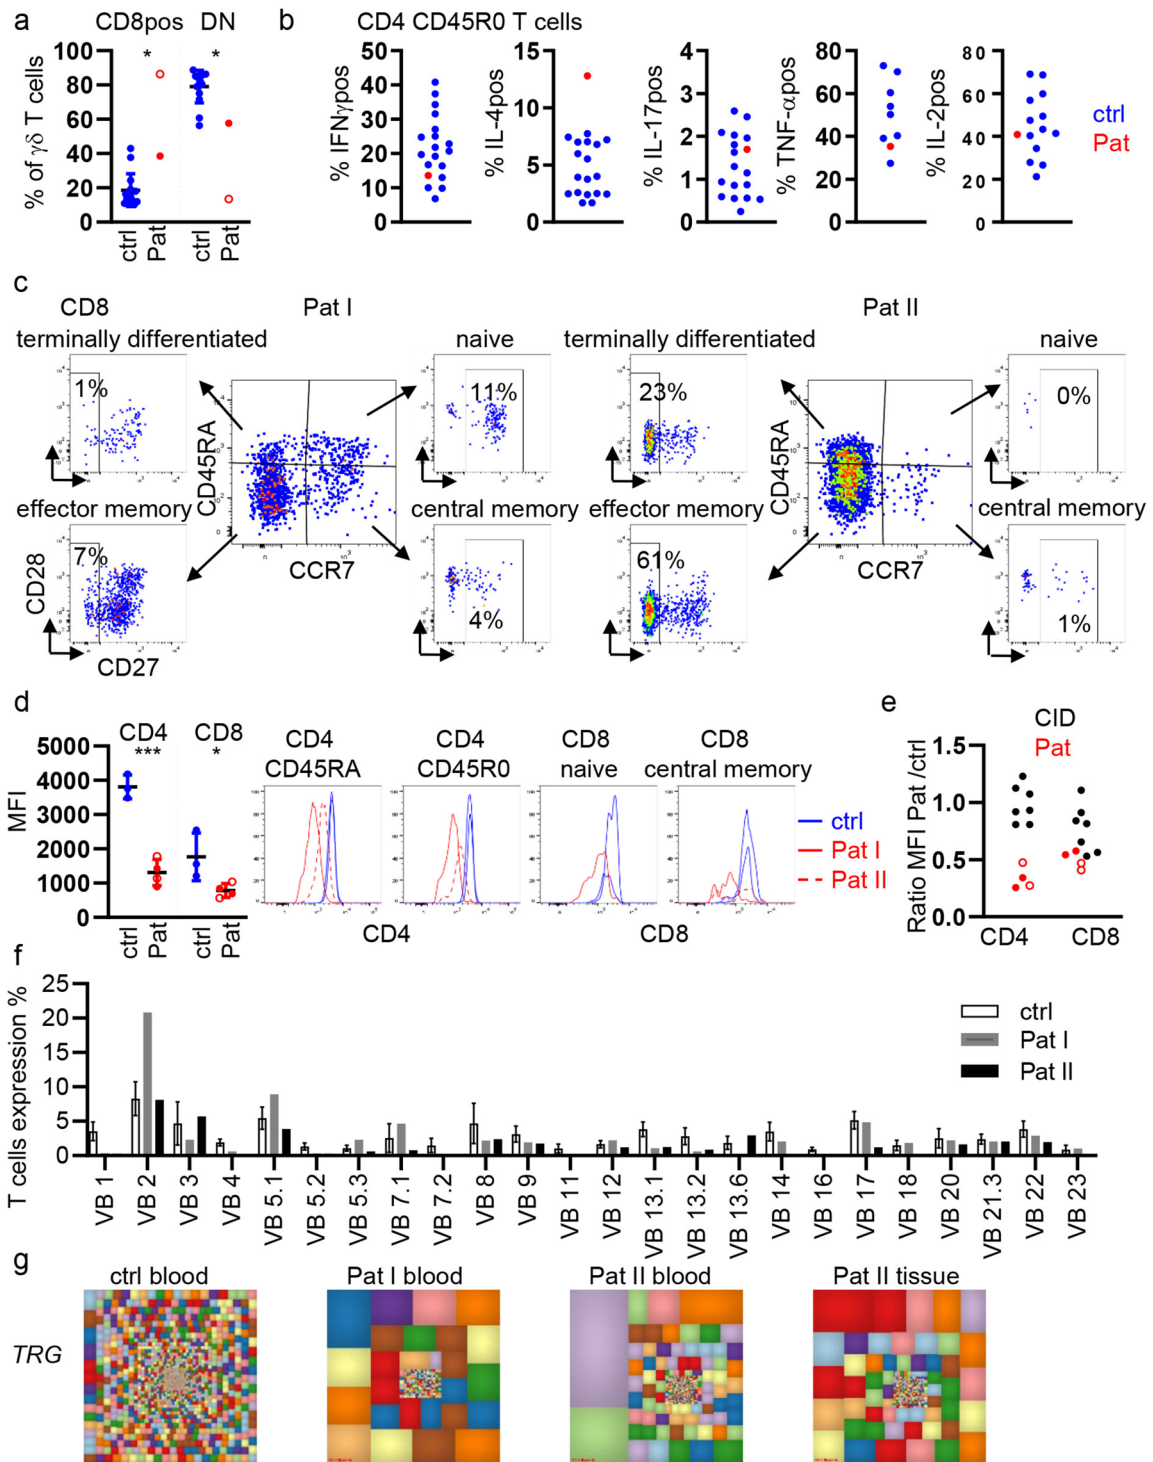 a
CD8pos DN
* *
% of γδ T cells
100
80
60
40
20
0
ctrl
Pat
ctrl
Pat
b
CD4 CD45R0 T cells
% IFNγpos
50
40
30
20
10
0
% IL-4pos
15
10
5
0
% IL-17pos
4
3
2
1
0
% TNF-αpos
80
60
40
20
0
% IL-2pos
80
60
40
20
0
ctrl
Pat
c
CD8
Pat I
Pat II
terminally differentiated
naive
terminally differentiated
naive
1%
11%
23%
0%
CD45RA
CD45RA
effector memory
central memory
effector memory
central memory
7%
4%
61%
1%
CCR7
CCR7
CD28
CD27
d
CD4 CD8
*** *
MFI
5000
4000
3000
2000
1000
0
ctrl
Pat
ctrl
Pat
CD4
CD45RA
CD4
CD45R0
CD8
naive
CD8
central memory
ctrl
Pat I
Pat II
CD4
CD8
e
CID
Pat
Ratio MFI Pat /ctrl
1.5
1.0
0.5
0.0
CD4
CD8
f
T cells expression %
25
20
15
10
5
0
ctrl
Pat I
Pat II
VB 1
VB 2
VB 3
VB 4
VB 5.1
VB 5.2
VB 5.3
VB 7.1
VB 7.2
VB 8
VB 9
VB 11
VB 12
VB 13.1
VB 13.2
VB 13.6
VB 14
VB 16
VB 17
VB 18
VB 20
VB 21.3
VB 22
VB 23
g
ctrl blood
Pat I blood
Pat II blood
Pat II tissue
TRG